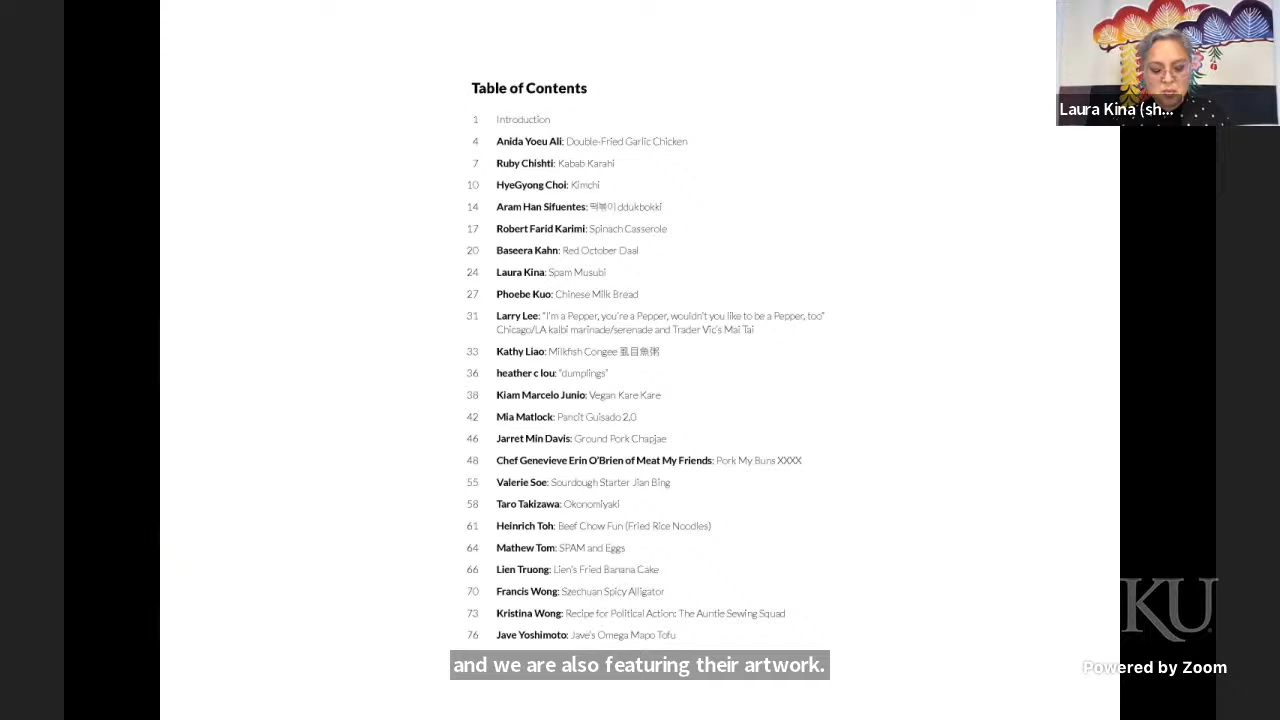 Table of Contents
1 Introduction
4 Anida Yoeu Ali: Double-Fried Garlic Chicken
7 Ruby Chishti: Kabab Karahi
10 HyeGyong Choi: Kimchi
14 Aram Han Sifuentes: 떡볶이 ddukbokki
17 Robert Farid Karimi: Spinach Casserole
20 Baseera Kahn: Red October Daal
24 Laura Kina: Spam Musubi
27 Phoebe Kuo: Chinese Milk Bread
31 Larry Lee: "I'm a Pepper, you're a Pepper, wouldn't you like to be a Pepper, too"
Chicago/LA kalbi marinade/serenade and Trader Vic's Mai Tai
33 Kathy Liao: Milkfish Congee 虱目魚粥
36 heather c lou: "dumplings"
38 Kiam Marcelo Junio: Vegan Kare Kare
42 Mia Matlock: Pancit Guisado 2.0
46 Jarret Min Davis: Ground Pork Chapjae
48 Chef Genevieve Erin O'Brien of Meat My Friends: Pork My Buns XXXX
55 Valerie Soe: Sourdough Starter Jian Bing
58 Taro Takizawa: Okonomiyaki
61 Heinrich Toh: Beef Chow Fun (Fried Rice Noodles)
64 Mathew Tom: SPAM and Eggs
66 Lien Truong: Lien's Fried Banana Cake
70 Francis Wong: Szechuan Spicy Alligator
73 Kristina Wong: Recipe for Political Action: The Auntie Sewing Squad
76 Jave Yoshimoto: Jave's Omega Mapo Tofu
and we are also featuring their artwork.
Laura Kina (sh...
KU
Powered by Zoom